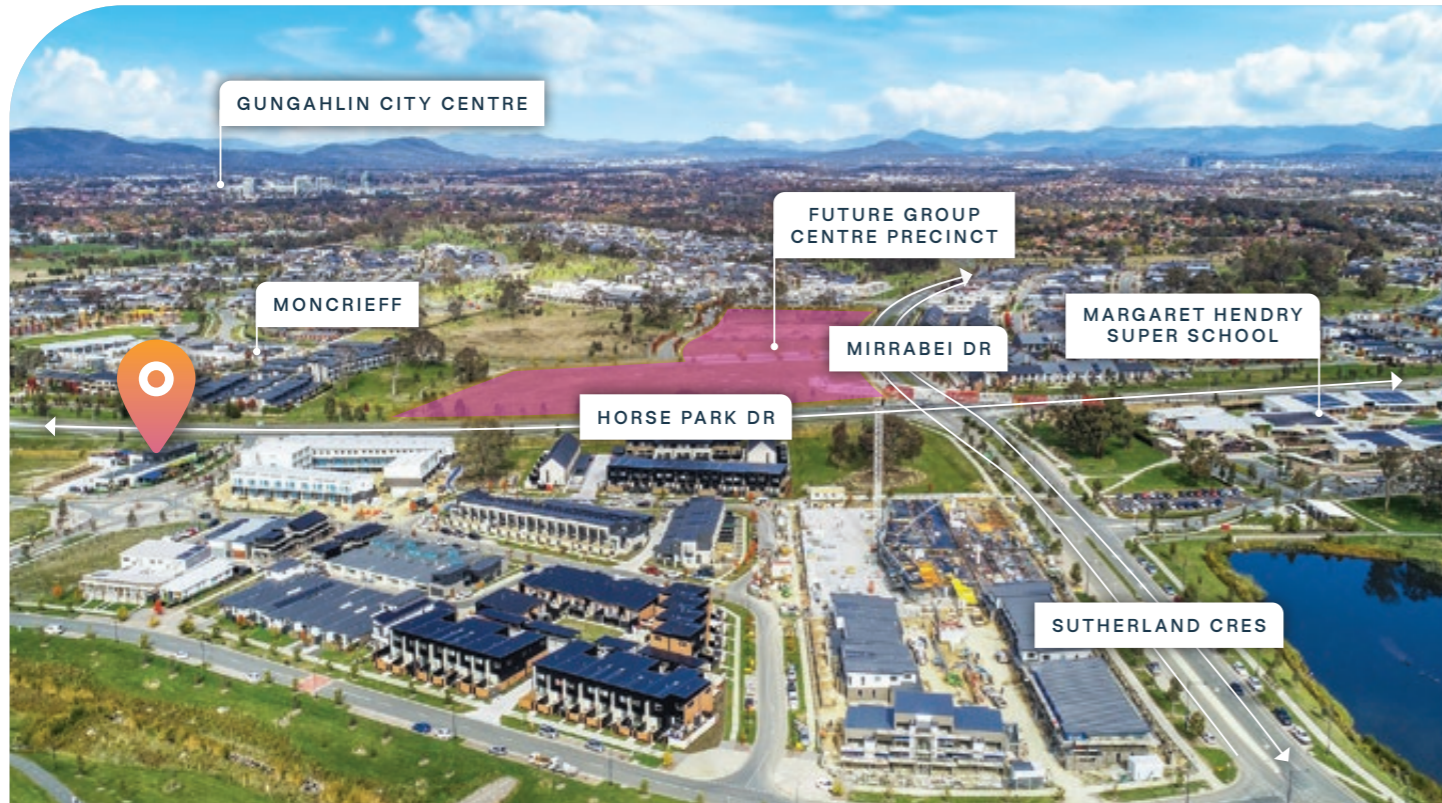 GUNGAHLIN CITY CENTRE
FUTURE GROUP
CENTRE PRECINCT
MONCRIEFF
MARGARET HENDRY
SUPER SCHOOL
MIRRABEI DR
HORSE PARK DR
SUTHERLAND CRES